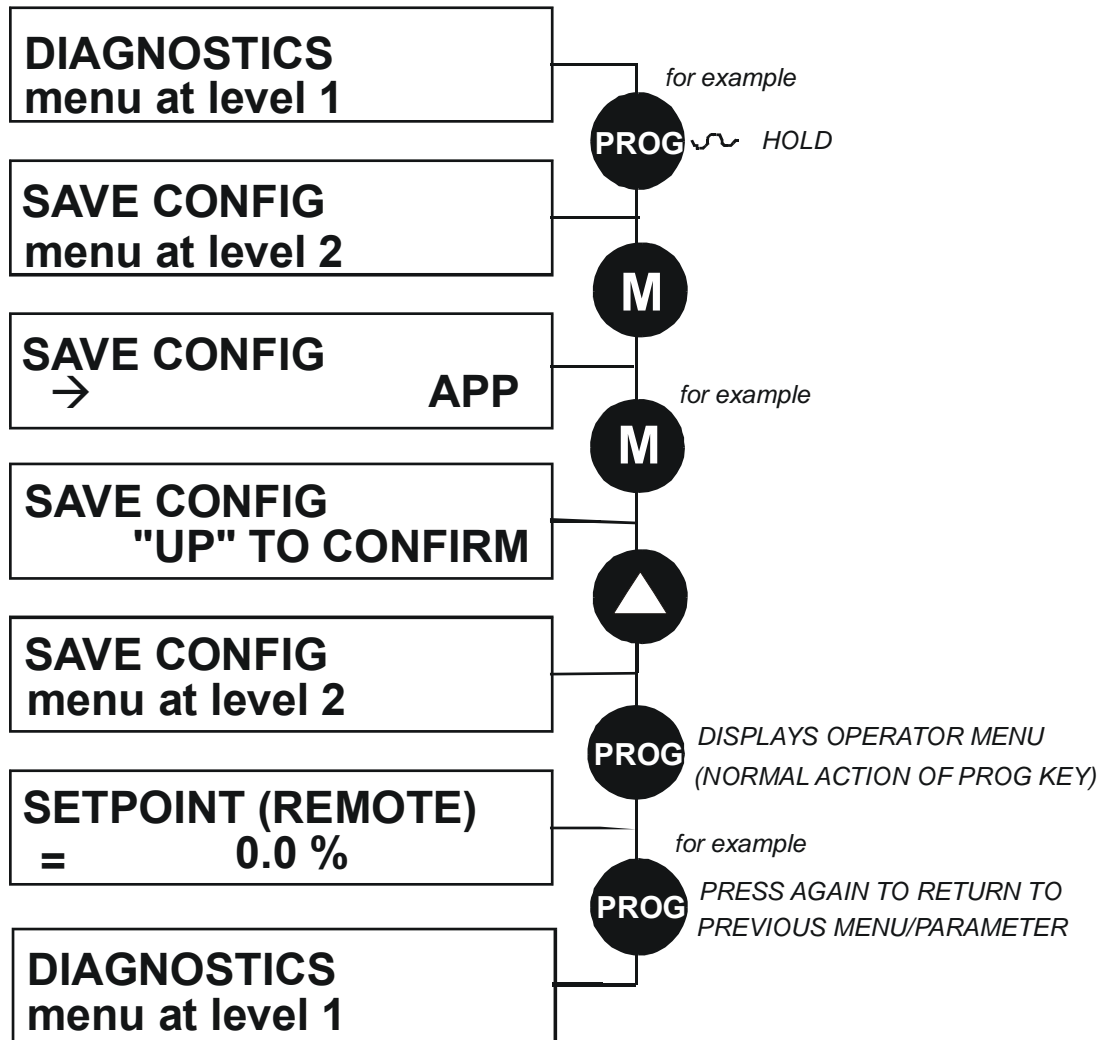 DIAGNOSTICS
menu at level 1
for example
PROG
HOLD
SAVE CONFIG
menu at level 2
M
SAVE CONFIG
→ APP
for example
M
SAVE CONFIG
"UP" TO CONFIRM
SAVE CONFIG
menu at level 2
PROG
DISPLAYS OPERATOR MENU
(NORMAL ACTION OF PROG KEY)
SETPOINT (REMOTE)
= 0.0 %
for example
PROG
PRESS AGAIN TO RETURN TO
PREVIOUS MENU/PARAMETER
DIAGNOSTICS
menu at level 1